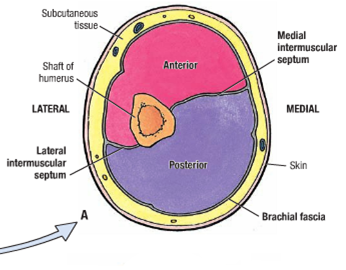 Subcutaneous
tissue
Medial
intermuscular
septum
Anterior
Shaft of
humerus
LATERAL
MEDIAL
Lateral
intermuscular
septum
Posterior
Skin
A
Brachial fascia